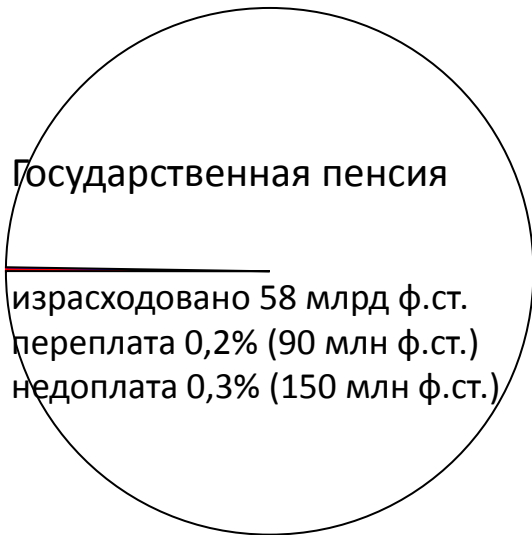 Государственная пенсия
израсходовано 58 млрд ф.ст.
переплата 0,2% (90 млн ф.ст.)
недоплата 0,3% (150 млн ф.ст.)